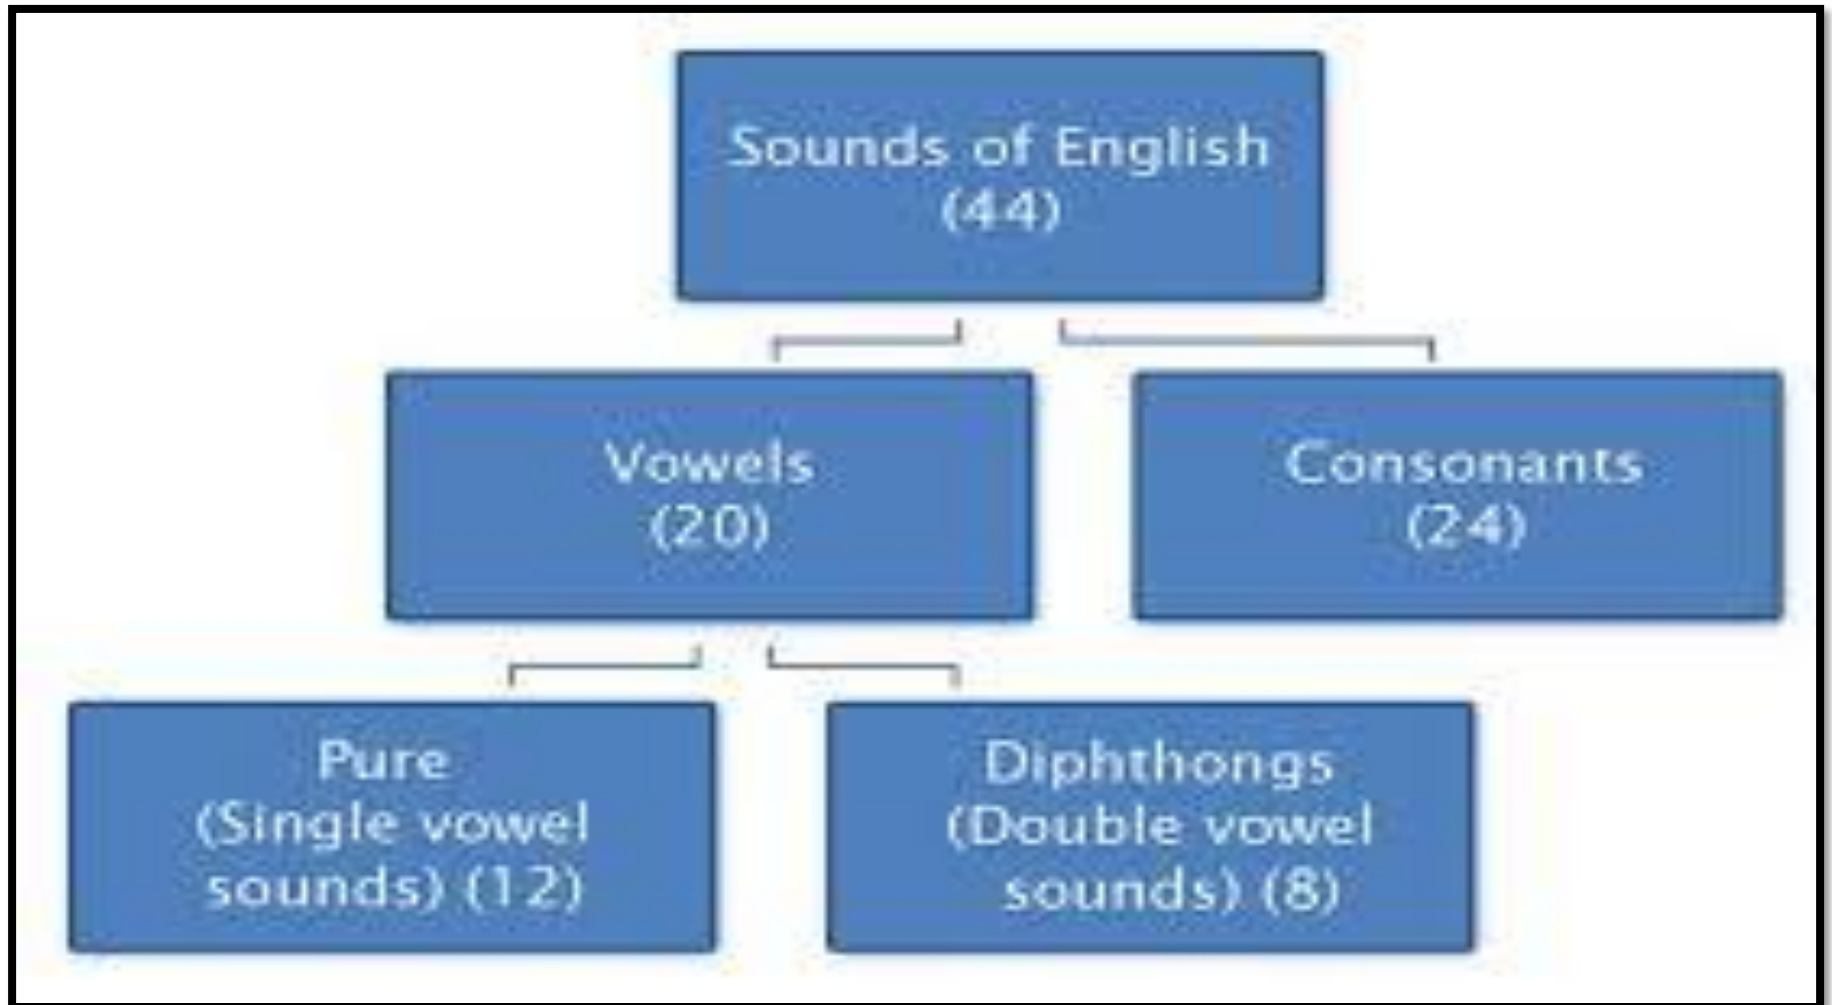 Sounds of English
(44)
Vowels
(20)
Consonants
(24)
Pure
(Single vowel
sounds) (12)
Diphthongs
(Double vowel
sounds) (8)